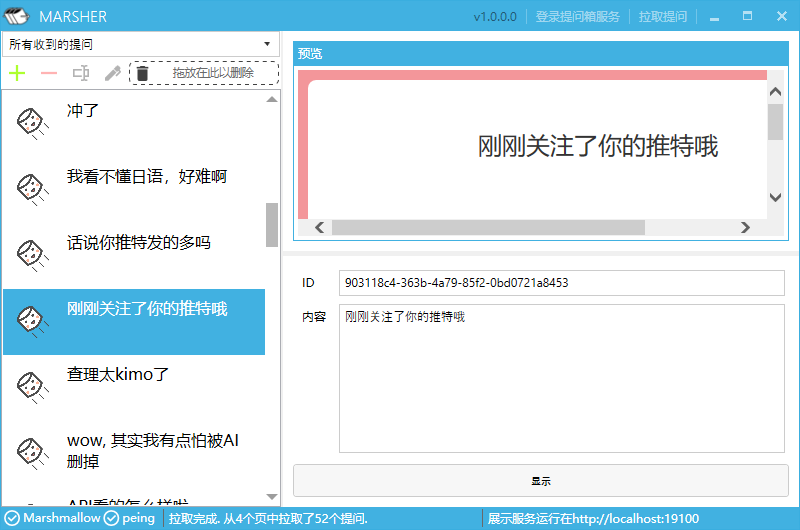 MARSHER
v1.0.0.0
登录提问箱服务
拉取提问
所有收到的提问
拖放在此以删除
冲了
我看不懂日语，好难啊
话说你推特发的多吗
刚刚关注了你的推特哦
查理太kimo了
wow, 其实我有点怕被AI
删掉
预览
刚刚关注了你的推特哦
ID
903118c4-363b-4a79-85f2-0bd0721a8453
内容
刚刚关注了你的推特哦
显示
Marshmallow
peing
拉取完成. 从4个页中拉取了52个提问.
展示服务运行在http://localhost:19100